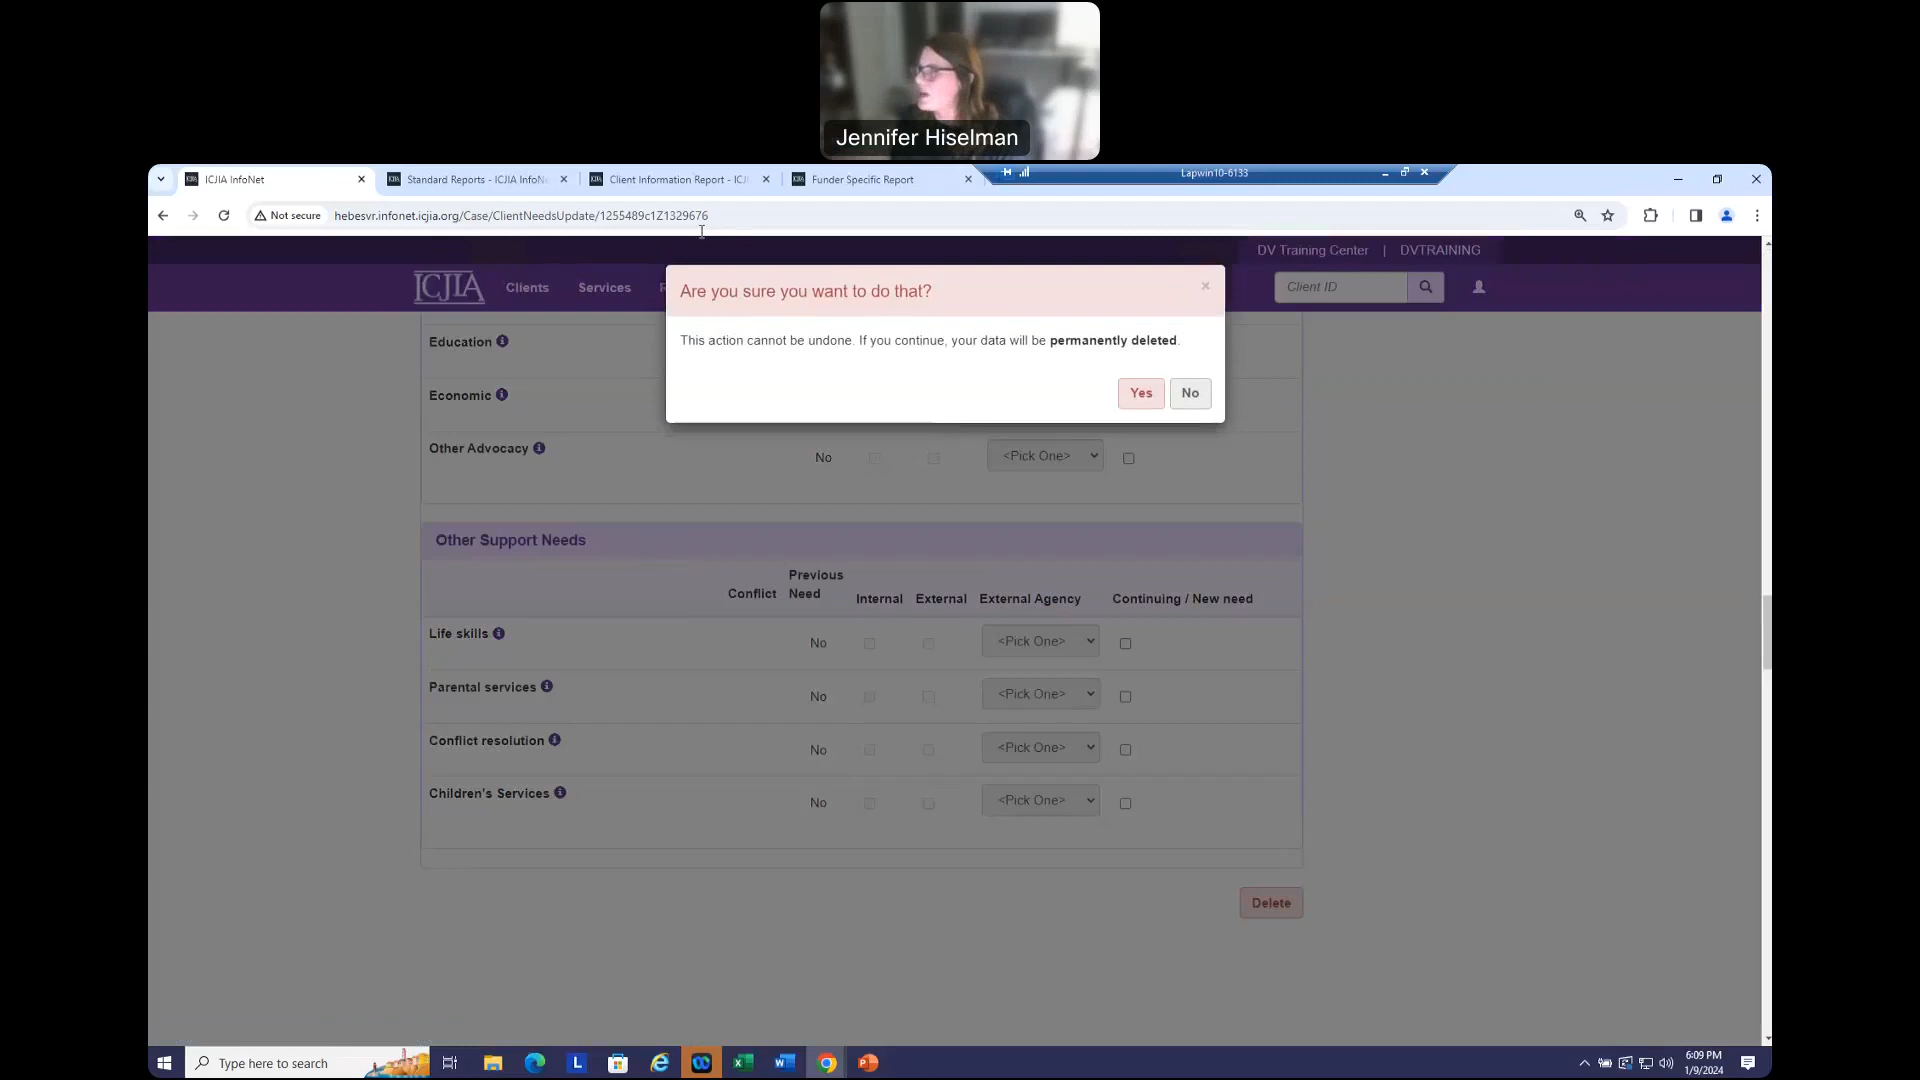 Jennifer Hiselman
ICJIA InfoNet
Standard Reports - ICJIA InfoN
Client Information Report - ICJI
Funder Specific Report
Lapwin10-6133
Not secure
hebesvr.infonet.icjia.org/Case/ClientNeedsUpdate/1255489c1Z1329676
DV Training Center | DVTRAINING
ICJIA
Clients
Services
Client ID
Are you sure you want to do that?
×
This action cannot be undone. If you continue, your data will be permanently deleted.
Yes
No
Education
Economic
Other Advocacy
No
<Pick One>
Other Support Needs
Conflict
Previous
Need
Internal
External
External Agency
Continuing / New need
Life skills
No
<Pick One>
Parental services
No
<Pick One>
Conflict resolution
No
<Pick One>
Children's Services
No
<Pick One>
Delete
Type here to search
6:09 PM
1/9/2024